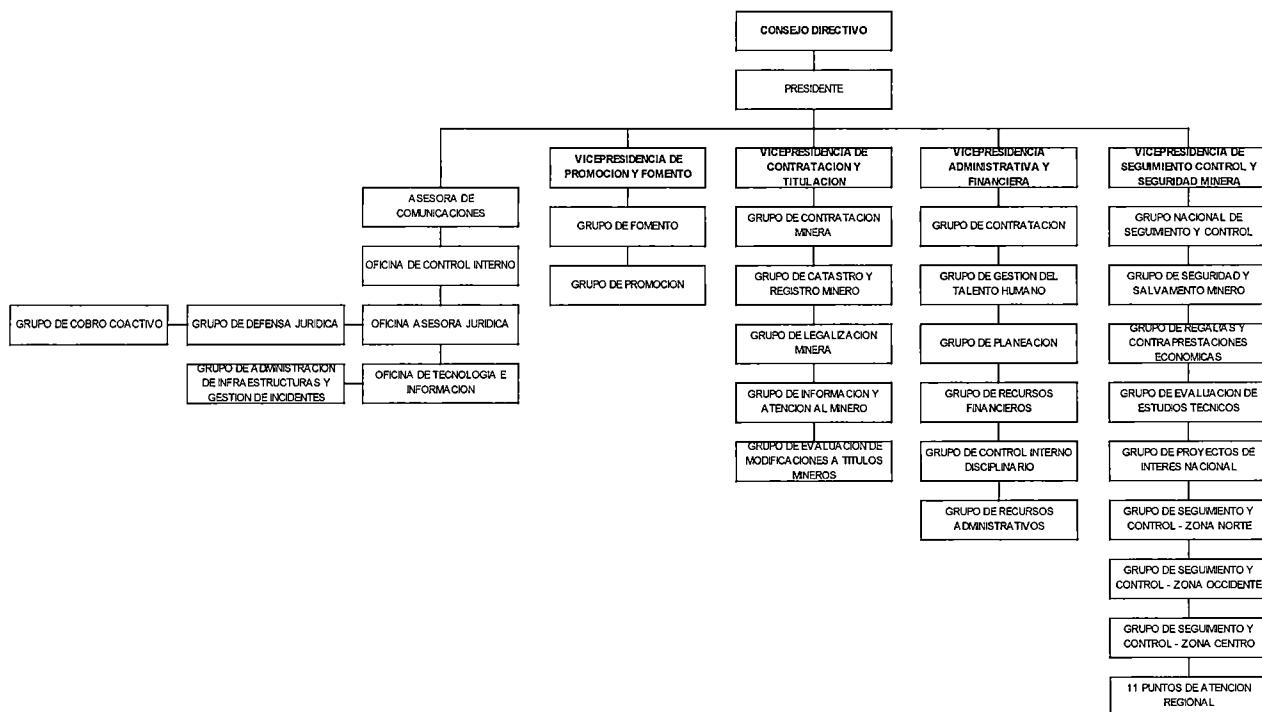 CONSEJO DIRECTIVO
PRESIDENTE
ASESORA DE
COMUNICACIONES
OFICINA DE CONTROL INTERNO
GRUPO DE COBRO COACTIVO
GRUPO DE DEFENSA JURIDICA
OFICINA ASESORA JURIDICA
GRUPO DE ADMINISTRACION
DE INFRAESTRUCTURAS Y
GESTION DE INCIDENTES
OFICINA DE TECNOLOGIA E
INFORMACION
VICEPRESIDENCIA DE
PROMOCION Y FOMENTO
GRUPO DE FOMENTO
GRUPO DE PROMOCION
VICEPRESIDENCIA DE
CONTRATACION Y
TITULACION
GRUPO DE CONTRATACION
MINERA
GRUPO DE CATASTRO Y
REGISTRO MINERO
GRUPO DE LEGALIZACION
MINERA
GRUPO DE INFORMACION Y
ATENCION AL MINERO
GRUPO DE EVALUACION DE
MODIFICACIONES A TITULOS
MINEROS
VICEPRESIDENCIA
ADMINISTRATIVA Y
FINANCIERA
GRUPO DE CONTRATACION
GRUPO DE GESTION DEL
TALENTO HUMANO
GRUPO DE PLANEACION
GRUPO DE RECURSOS
FINANCIEROS
GRUPO DE CONTROL INTERNO
DISCIPLINARIO
GRUPO DE RECURSOS
ADMINISTRATIVOS
VICEPRESIDENCIA DE
SEGUIMIENTO CONTROL Y
SEGURIDAD MINERA
GRUPO NACIONAL DE
SEGUIMIENTO Y CONTROL
GRUPO DE SEGURIDAD Y
SALVAMENTO MINERO
GRUPO DE REGALIAS Y
CONTRAPRESTACIONES
ECONOMICAS
GRUPO DE EVALUACION DE
ESTUDIOS TECNICOS
GRUPO DE PROYECTOS DE
INTERES NACIONAL
GRUPO DE SEGUIMIENTO Y
CONTROL - ZONA NORTE
GRUPO DE SEGUIMIENTO Y
CONTROL - ZONA OCCIDENTE
GRUPO DE SEGUIMIENTO Y
CONTROL - ZONA CENTRO
11 PUNTOS DE ATENCION
REGIONAL